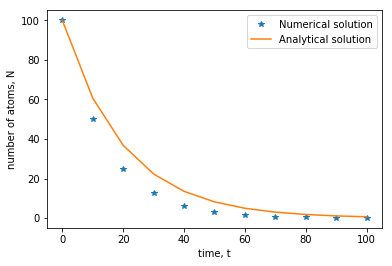 100
80
60
40
20
0
number of atoms, N
Numerical solution
Analytical solution
0 20 40 60 80 100
time, t